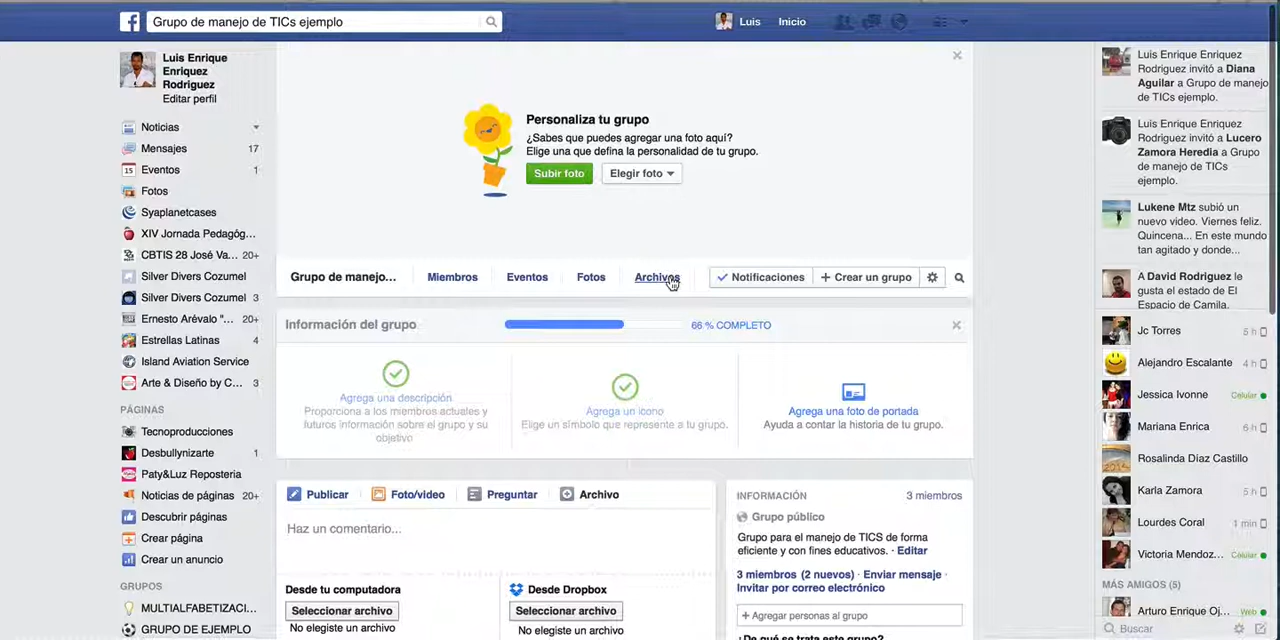 Grupo de manejo de TICs ejemplo
Luis
Inicio
Luis Enrique
Enriquez
Rodriguez
Editar perfil
Noticias
Mensajes 17
Eventos 1
Fotos
Syaplanetcases
XIV Jornada Pedagóg...
CBTIS 28 José Va... 20+
Silver Divers Cozumel
Silver Divers Cozumel 3
Ernesto Arévalo "... 20+
Estrellas Latinas 4
Island Aviation Service
Arte & Diseño by C... 3
PÁGINAS
Tecnoproducciones
Desbullynizarte 1
Paty&Luz Reposteria
Noticias de páginas 20+
Descubrir páginas
Crear página
Crear un anuncio
GRUPOS
MULTIALFABETIZACI...
GRUPO DE EJEMPLO
Personaliza tu grupo
¿Sabes que puedes agregar una foto aquí?
Elige una que defina la personalidad de tu grupo.
Subir foto
Elegir foto
Grupo de manejo...
Miembros
Eventos
Fotos
Archivos
Notificaciones
+ Crear un grupo
Información del grupo
66 % COMPLETO
Agrega una descripción
Proporciona a los miembros actuales y
futuros información sobre el grupo y su
objetivo
Agrega un icono
Elige un símbolo que represente a tu grupo.
Agrega una foto de portada
Ayuda a contar la historia de tu grupo.
Publicar
Foto/video
Preguntar
Archivo
Haz un comentario...
Desde tu computadora
Seleccionar archivo
No elegiste un archivo
Desde Dropbox
Seleccionar archivo
No elegiste un archivo
INFORMACIÓN
3 miembros
Grupo público
Grupo para el manejo de TICS de forma
eficiente y con fines educativos. · Editar
3 miembros (2 nuevos) · Enviar mensaje ·
Invitar por correo electrónico
+ Agregar personas al grupo
¿De qué se trata este grupo?
Luis Enrique Enriquez
Rodriguez invitó a Diana
Aguilar a Grupo de manejo
de TICs ejemplo.
Luis Enrique Enriquez
Rodriguez invitó a Lucero
Zamora Heredia a Grupo
de manejo de TICs
ejemplo.
Lukene Mtz subió un
nuevo video. Viernes feliz.
Quincena... En este mundo
tan agitado y donde...
A David Rodriguez le
gusta el estado de El
Espacio de Camila.
Jc Torres 5 h
Alejandro Escalante 4 h
Jessica Ivonne Celular
Mariana Enrica 6 h
Rosalinda Díaz Castillo
Karla Zamora 5 h
Lourdes Coral 1 min
Victoria Mendoz... Celular
MÁS AMIGOS (5)
Arturo Enrique Oj... Web
Buscar